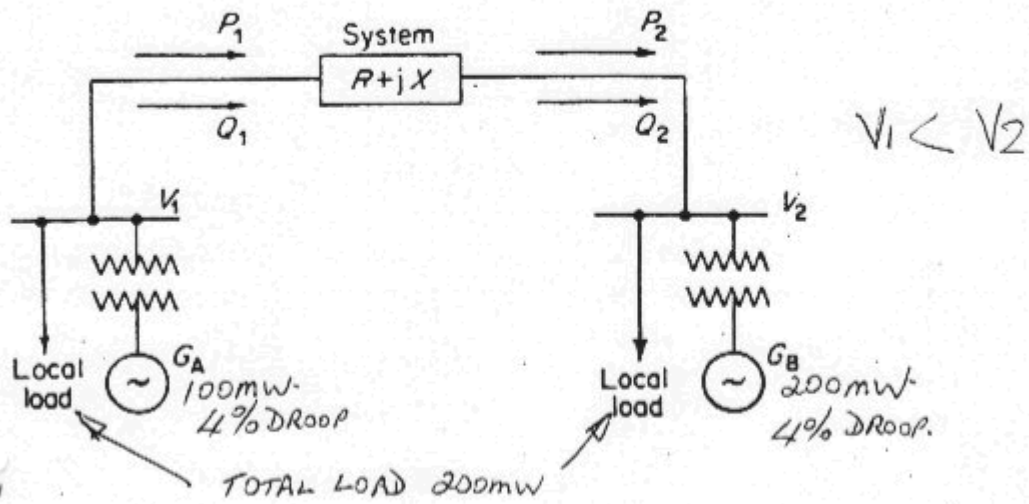 P1 System P2
R+jX
Q1 Q2
V1 < V2
V1 V2
GA GB
Local 100MW. Local 200MW.
load 4% DROOP load 4% DROOP.
TOTAL LOAD 200MW